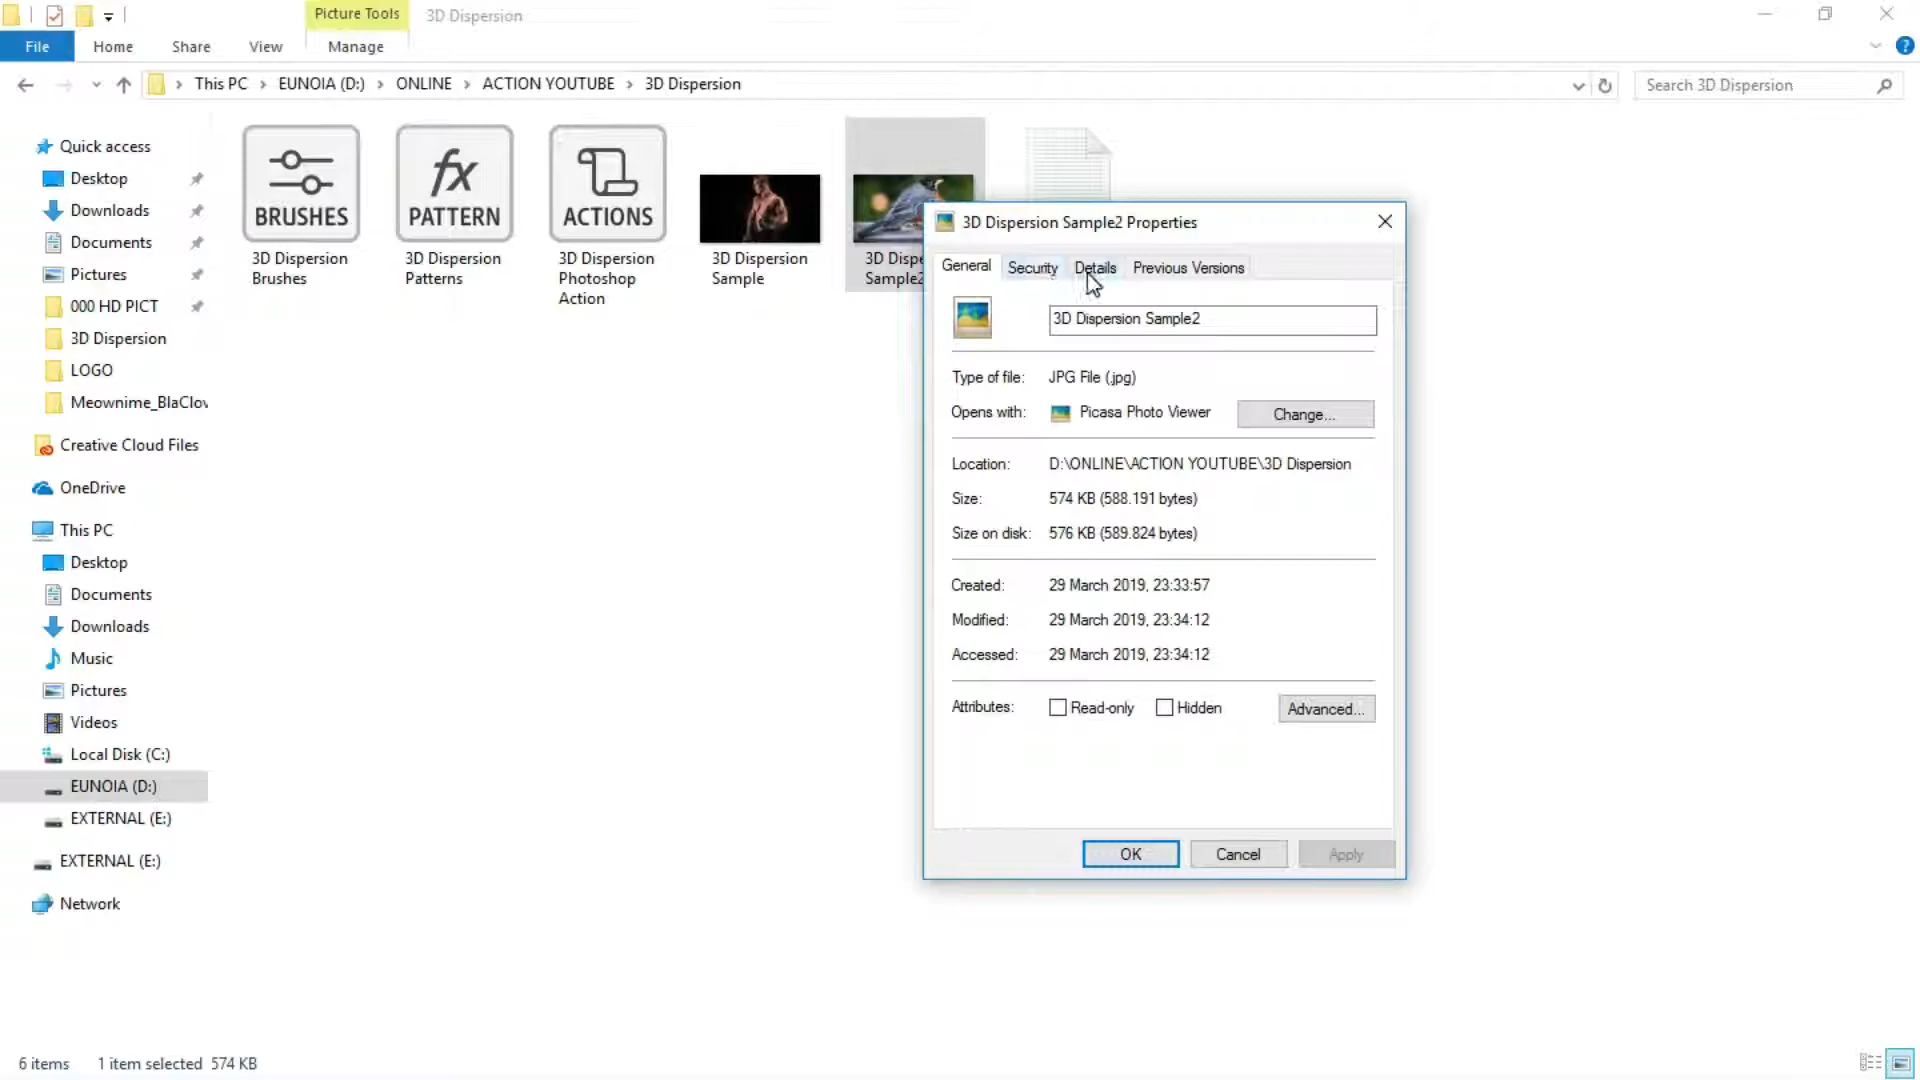 Picture Tools
3D Dispersion
File
Home
Share
View
Manage
This PC
EUNOIA (D:)
ONLINE
ACTION YOUTUBE
3D Dispersion
Search 3D Dispersion
Quick access
Desktop
Downloads
Documents
Pictures
000 HD PICT
3D Dispersion
LOGO
Meownime_BlaClov
Creative Cloud Files
OneDrive
This PC
Desktop
Documents
Downloads
Music
Pictures
Videos
Local Disk (C:)
EUNOIA (D:)
EXTERNAL (E:)
EXTERNAL (E:)
Network
BRUSHES
3D Dispersion
Brushes
fx
PATTERN
3D Dispersion
Patterns
ACTIONS
3D Dispersion
Photoshop
Action
3D Dispersion
Sample
3D Dispe
Sample2
3D Dispersion Sample2 Properties
General
Security
Details
Previous Versions
3D Dispersion Sample2
Type of file: JPG File (.jpg)
Opens with: Picasa Photo Viewer
Change...
Location: D:\ONLINE\ACTION YOUTUBE\3D Dispersion
Size: 574 KB (588.191 bytes)
Size on disk: 576 KB (589.824 bytes)
Created: 29 March 2019, 23:33:57
Modified: 29 March 2019, 23:34:12
Accessed: 29 March 2019, 23:34:12
Attributes: Read-only Hidden
Advanced...
OK
Cancel
Apply
6 items 1 item selected 574 KB